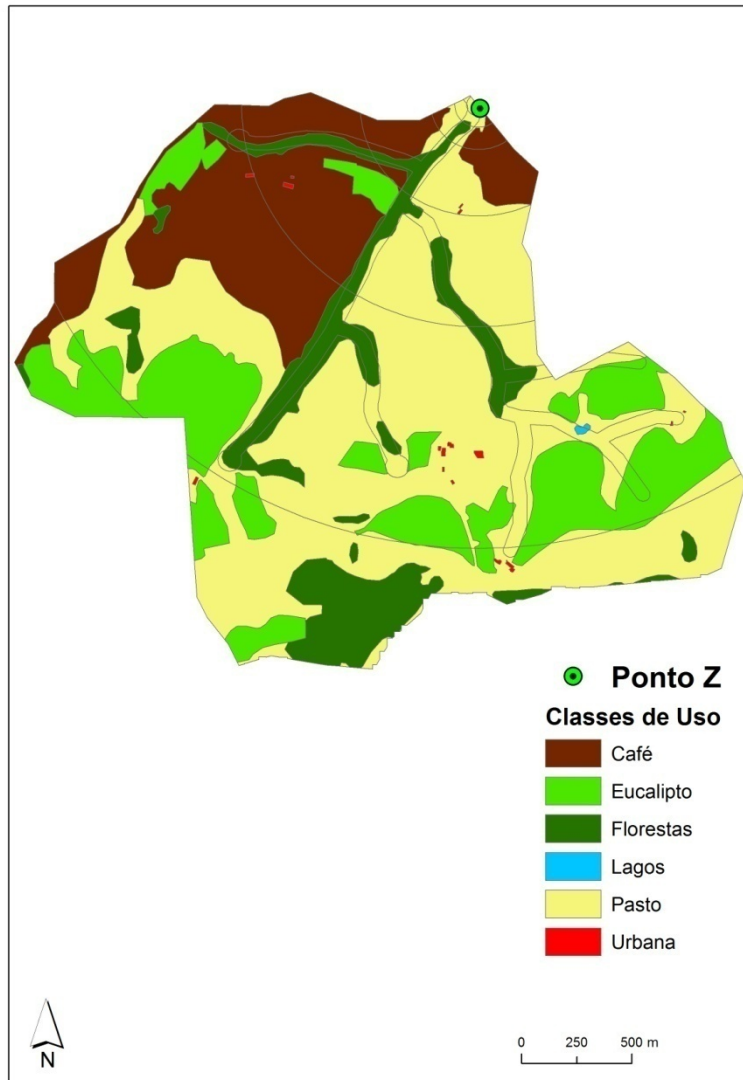 Ponto Z
Classes de Uso
Café
Eucalipto
Florestas
Lagos
Pasto
Urbana
N
0 250 500 m